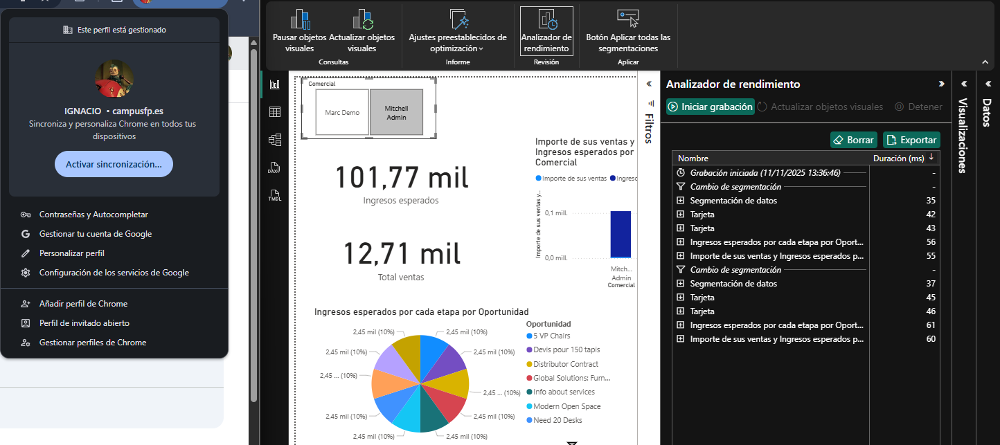 Este perfil está gestionado
IGNACIO • campusfp.es
Sincroniza y personaliza Chrome en todos tus
dispositivos
Activar sincronización...
Contraseñas y Autocompletar
Gestionar tu cuenta de Google
Personalizar perfil
Configuración de los servicios de Google
Añadir perfil de Chrome
Perfil de invitado abierto
Gestionar perfiles de Chrome
Pausar objetos
visuales
Actualizar objetos
visuales
Consultas
Ajustes preestablecidos de
optimización
Informe
Analizador de
rendimiento
Revisión
Botón Aplicar todas las
segmentaciones
Aplicar
DAX
TMDL
Comercial
Marc Demo
Mitchell
Admin
101,77 mil
Ingresos esperados
12,71 mil
Total ventas
Importe de sus ventas y
Ingresos esperados por
Comercial
Importe de sus ventas
Ingresc
Importe de sus ventas y...
0,1 mill.
0,0 mill.
Mitch...
Admin
Comercial
Ingresos esperados por cada etapa por Oportunidad
2,45 mil (10%)
2,45 mil (10%)
2,45 mil (10%)
2,45 mil (10%)
2,45 ... (10%)
2,45 ... (10%)
2,45 mil (10%)
2,45 mil (10%)
2,45 mil (10%)
2,45 mil (10%)
Oportunidad
5 VP Chairs
Devis pour 150 tapis
Distributor Contract
Global Solutions: Furn...
Info about services
Modern Open Space
Need 20 Desks
Filtros
Analizador de rendimiento
Iniciar grabación
Actualizar objetos visuales
Detener
Borrar
Exportar
Nombre Duración (ms)
Grabación iniciada (11/11/2025 13:36:46) -
Cambio de segmentación -
Segmentación de datos 35
Tarjeta 42
Tarjeta 43
Ingresos esperados por cada etapa por Oport... 56
Importe de sus ventas y Ingresos esperados p... 55
Cambio de segmentación -
Segmentación de datos 37
Tarjeta 45
Tarjeta 46
Ingresos esperados por cada etapa por Oport... 61
Importe de sus ventas y Ingresos esperados p... 60
Visualizaciones
Datos